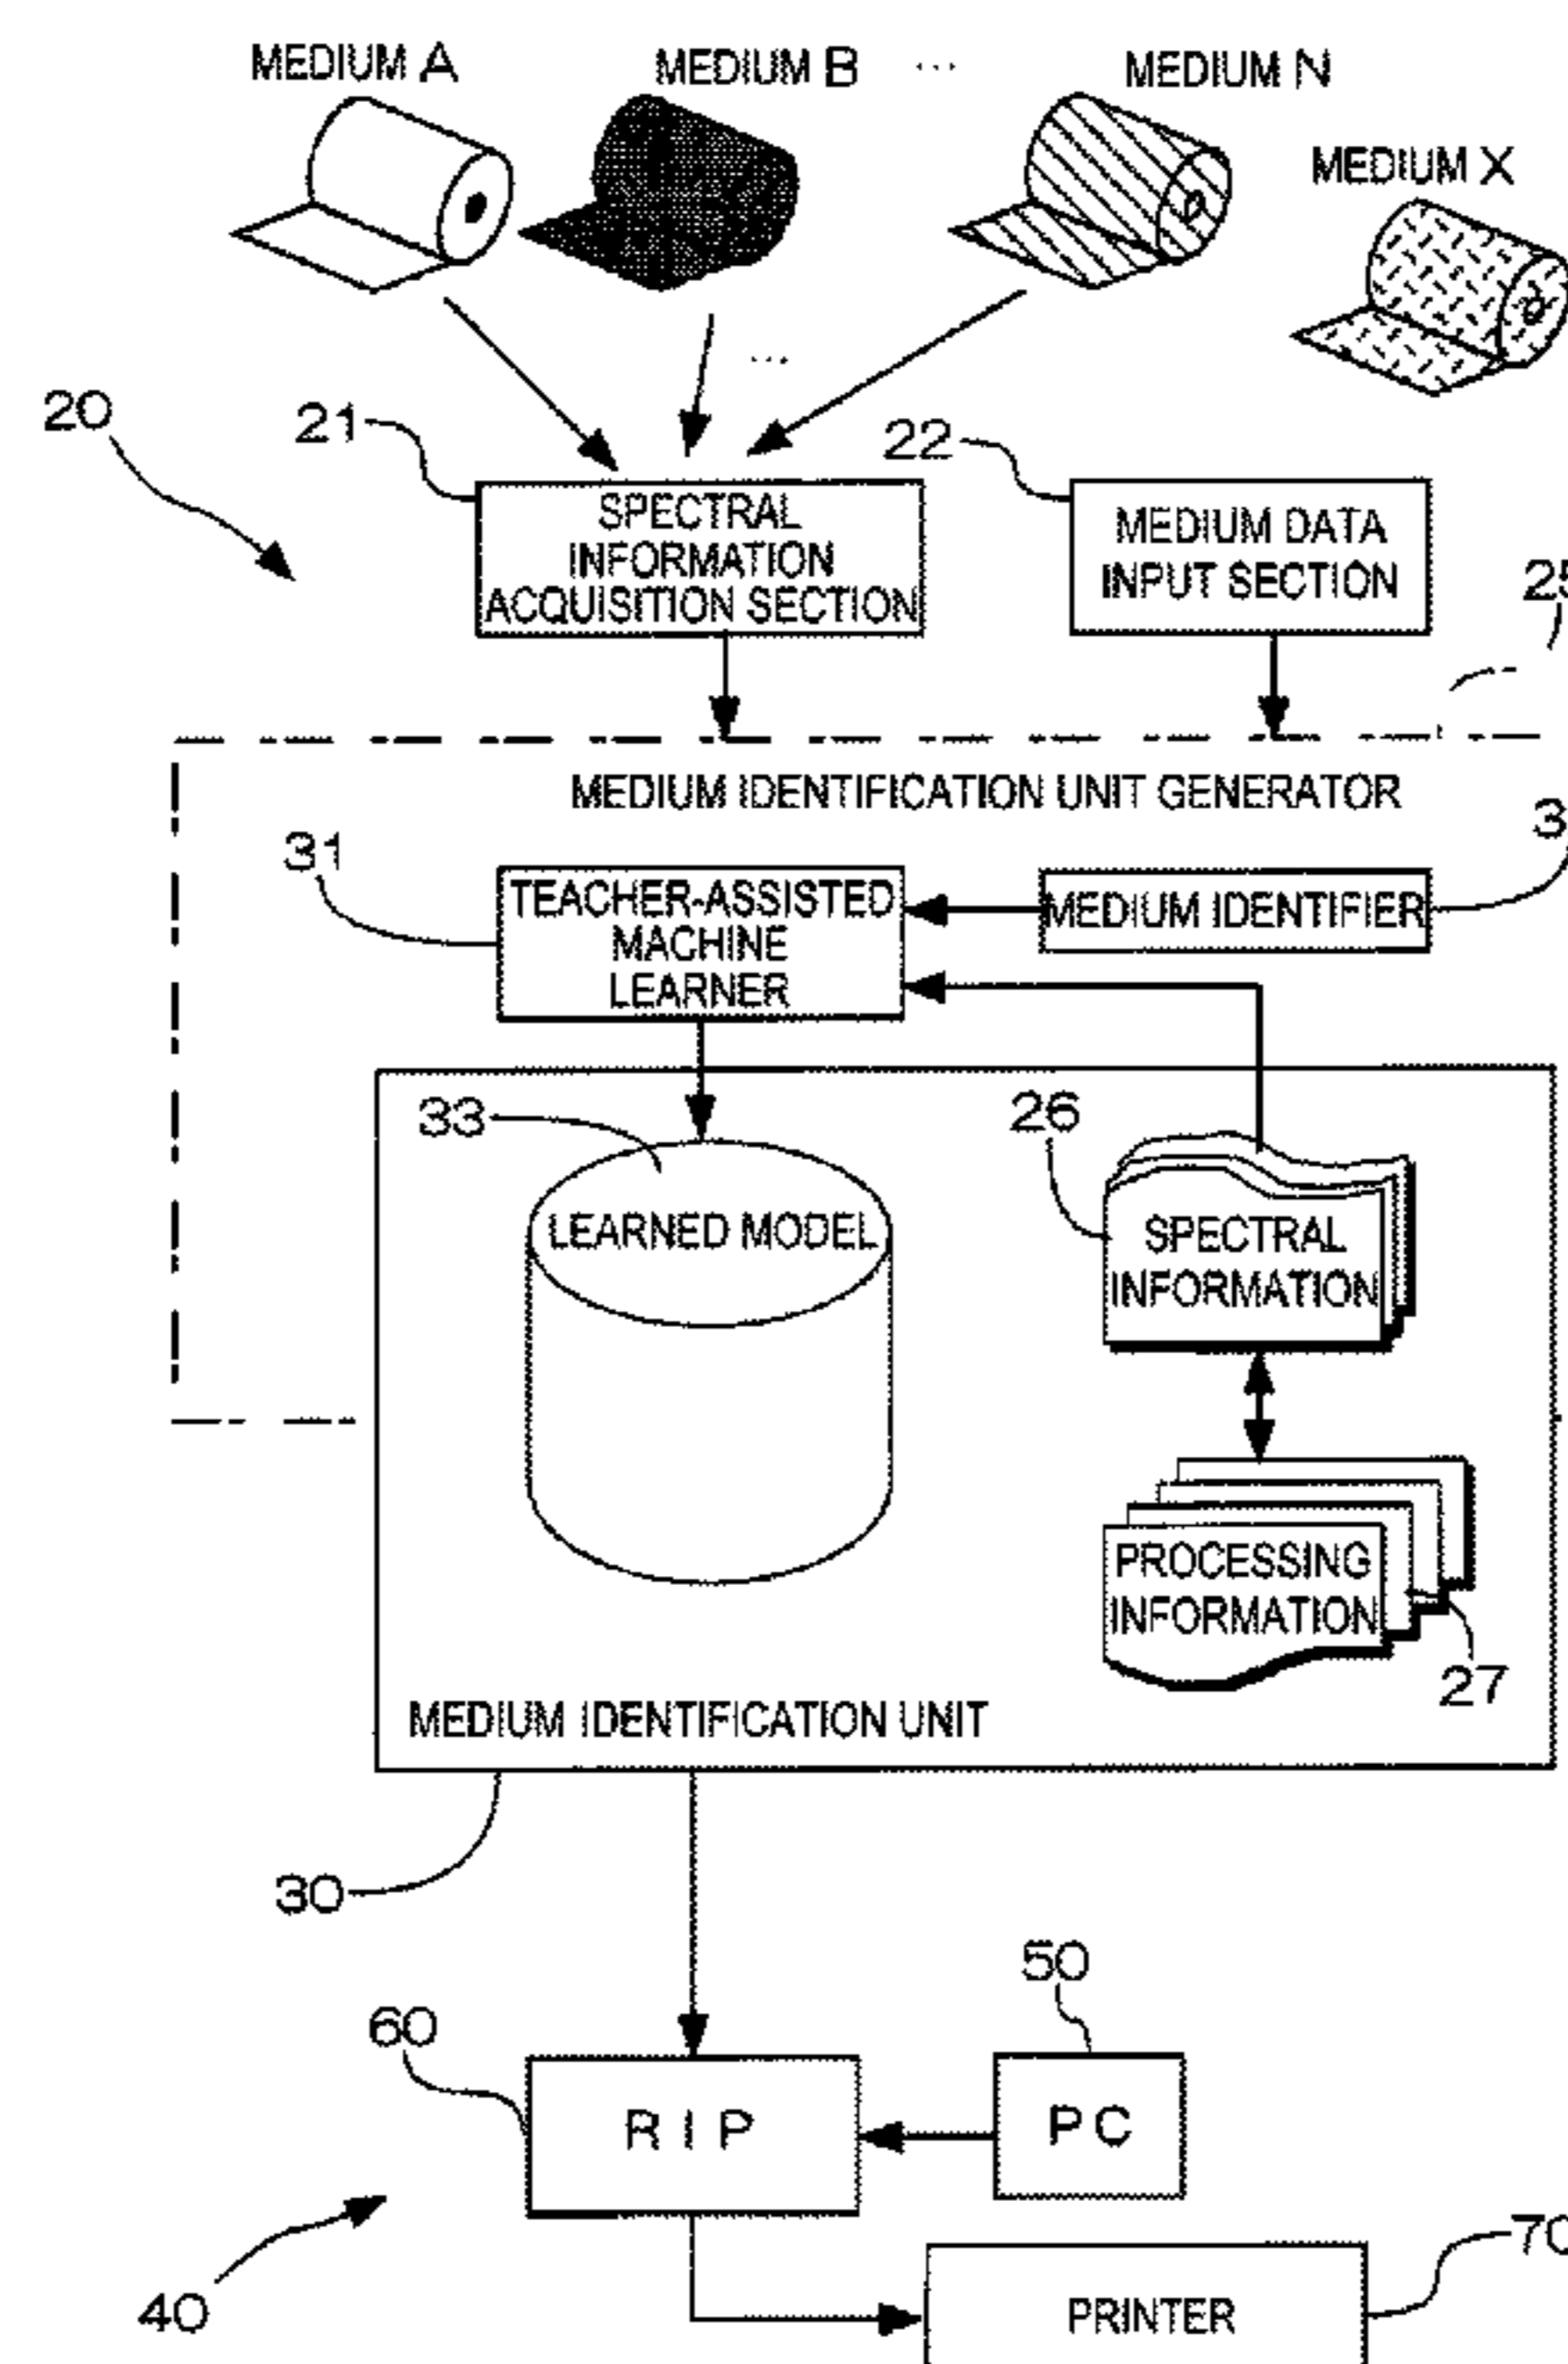 MEDIUM A
MEDIUM B
...
MEDIUM N
MEDIUM X
...
20
21
22
SPECTRAL
INFORMATION
ACQUISITION SECTION
MEDIUM DATA
INPUT SECTION
25
MEDIUM IDENTIFICATION UNIT GENERATOR
31
TEACHER-ASSISTED
MACHINE
LEARNER
MEDIUM IDENTIFIER
33
LEARNED MODEL
26
SPECTRAL
INFORMATION
PROCESSING
INFORMATION
27
MEDIUM IDENTIFICATION UNIT
30
50
60
RIP
PC
70
40
PRINTER